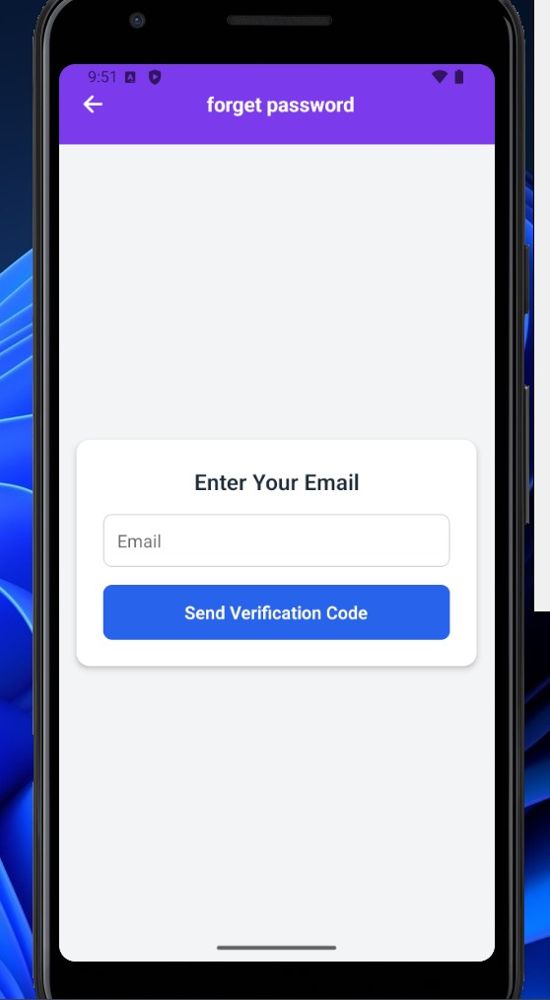 9:51
forget password
Enter Your Email
Email
Send Verification Code